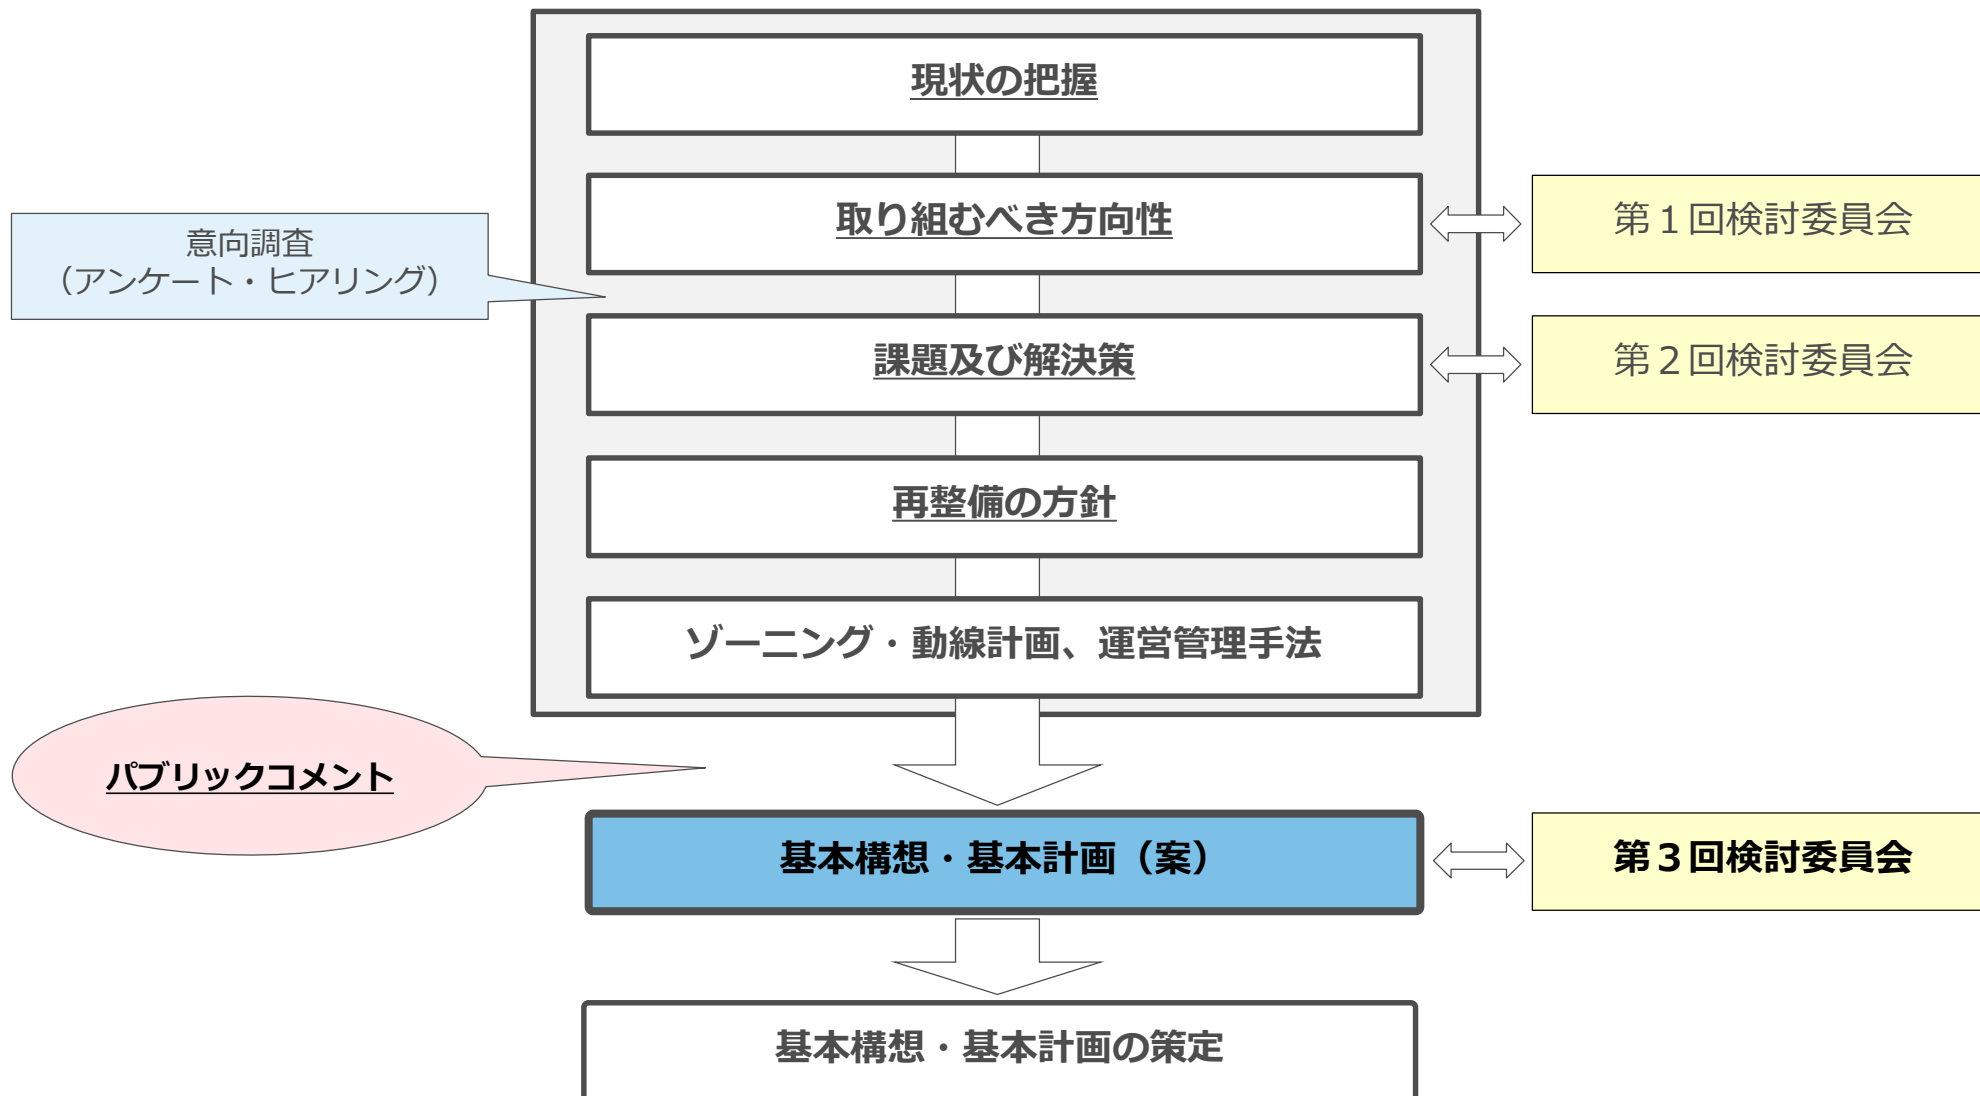 現状の把握
取り組むべき方向性
第１回検討委員会
意向調査
（アンケート・ヒアリング）
課題及び解決策
第２回検討委員会
再整備の方針
ゾーニング・動線計画、運営管理手法
パブリックコメント
基本構想・基本計画（案）
第３回検討委員会
基本構想・基本計画の策定